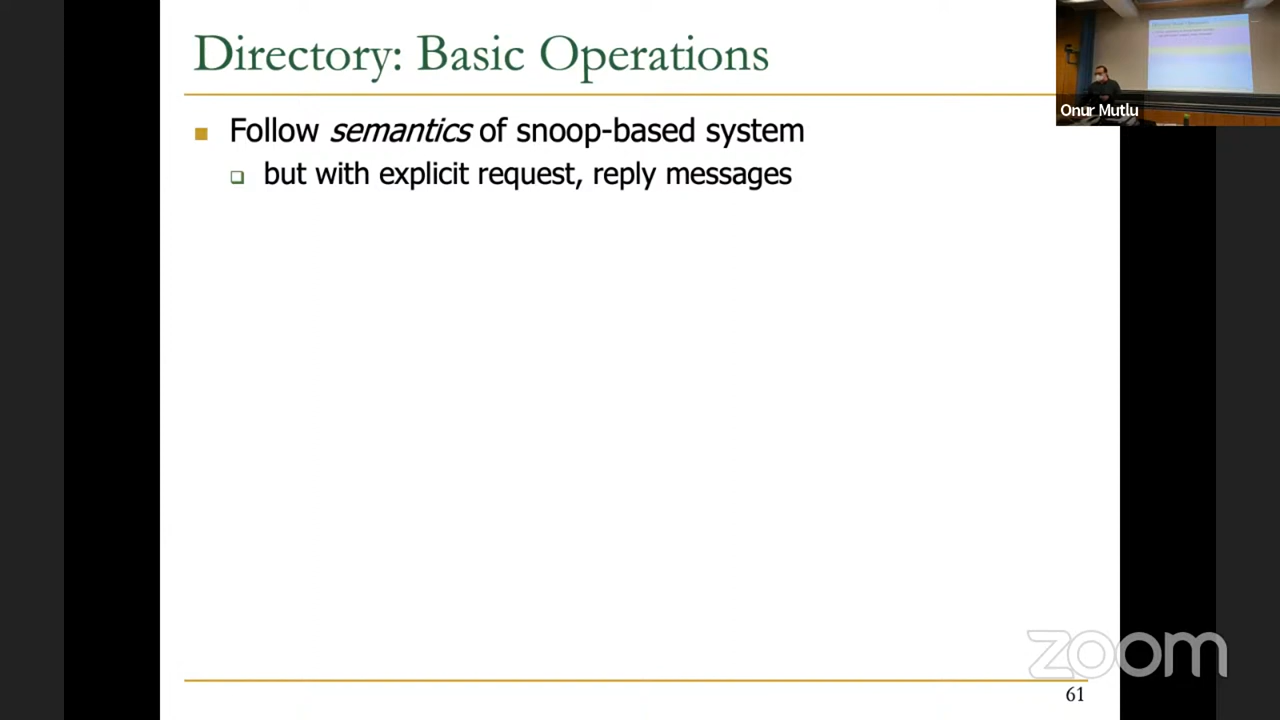 Directory: Basic Operations
Onur Mutlu
Follow semantics of snoop-based system
but with explicit request, reply messages
zoom
61